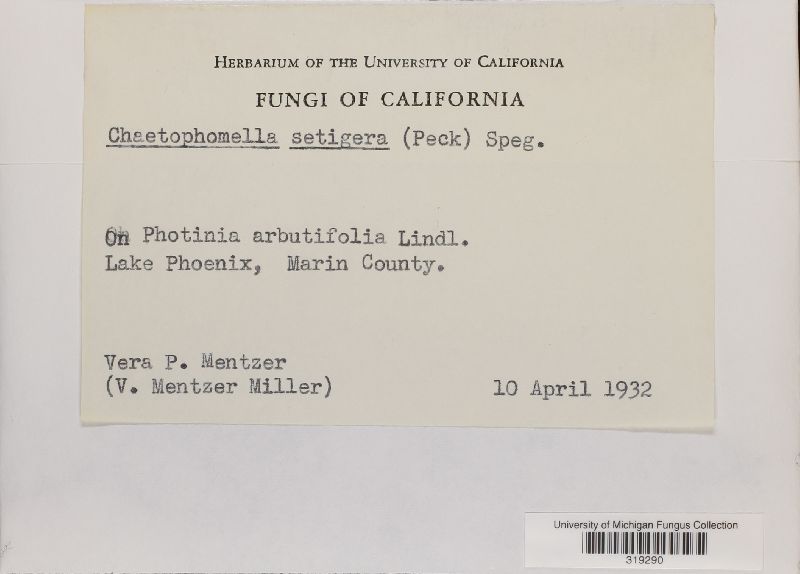 HERBARIUM OF THE UNIVERSITY OF CALIFORNIA
FUNGI OF CALIFORNIA
Chaetophomella setigera (Peck) Speg.
On Photinia arbutifolia Lindl.
Lake Phoenix, Marin County.
Vera P. Mentzer
(V. Mentzer Miller) 10 April 1932
University of Michigan Fungus Collection
319290